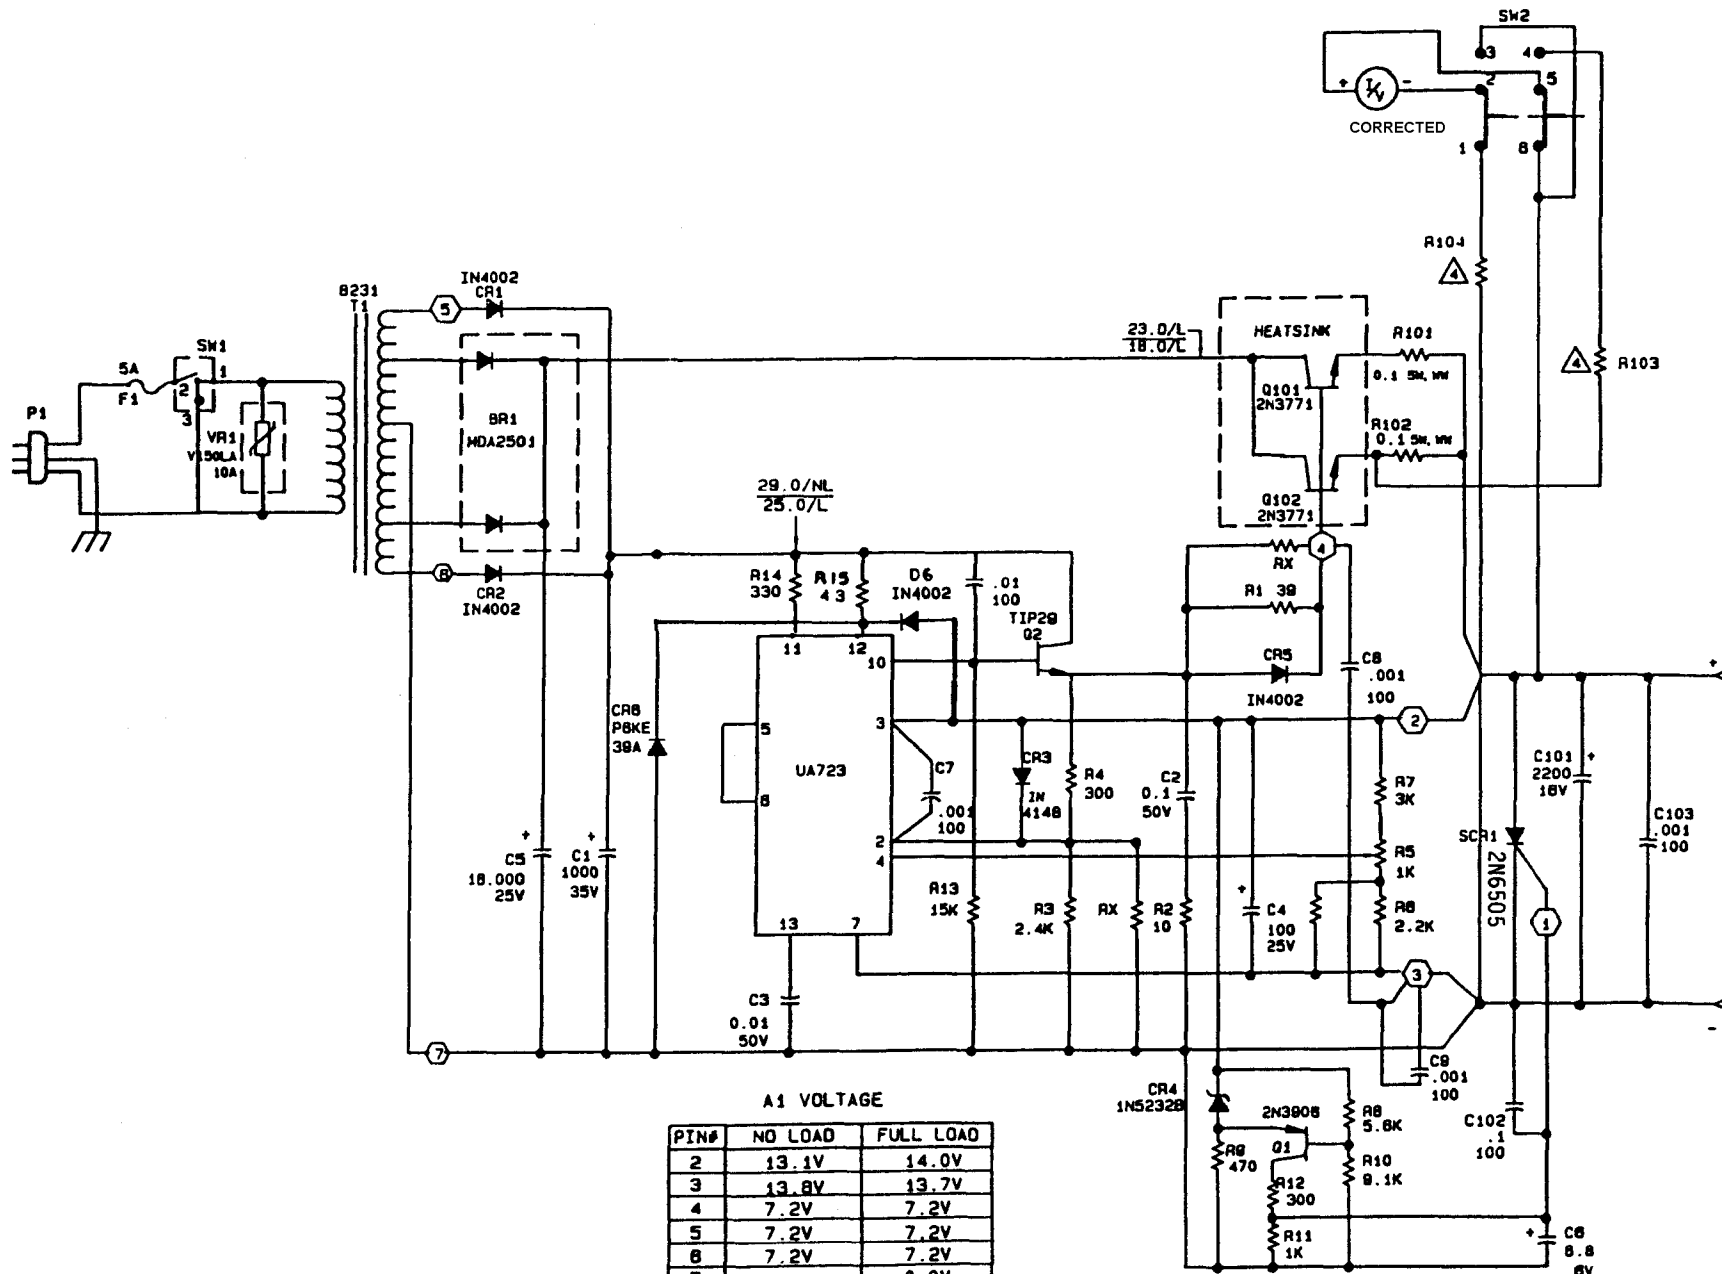 SW2
3 4
2 5
+ I/V -
CORRECTED
1 6
R104
4
4 R103
8231
T1
5
IN4002
CR1
SW1
5A
F1
1
2
3
P1
VR1
V150LA
10A
BR1
MDA2501
8
CR2
IN4002
23.0/L
18.0/L
HEATSINK
R101
0.1 5W, WW
Q101
2N3771
R102
0.1 5W, WW
Q102
2N3771
4
29.0/NL
25.0/L
R14
330
R15
4 3
D6
IN4002
.01
100
TIP29
Q2
RX
R1 39
CR5
IN4002
C8
.001
100
11 12
10
3
5
6
2
4
13 7
UA723
CR6
P6KE
39A
C7
.001
100
CR3
IN
4148
R4
300
C2
0.1
50V
2
R7
3K
R5
1K
R6
2.2K
+
C101
2200
16V
C103
.001
100
SCR1
2N6505
1
+
-
+
C5
18.000
25V
+
C1
1000
35V
R13
15K
R3
2.4K
RX
R2
10
+
C4
100
25V
3
C3
0.01
50V
7
C9
.001
100
C102
.1
100
CR4
1N5232B
2N3906
Q1
R8
5.6K
R9
470
R10
9.1K
R12
300
R11
1K
+
C6
6.8
6V
A1 VOLTAGE
PIN# NO LOAD FULL LOAD
2 13.1V 14.0V
3 13.8V 13.7V
4 7.2V 7.2V
5 7.2V 7.2V
6 7.2V 7.2V